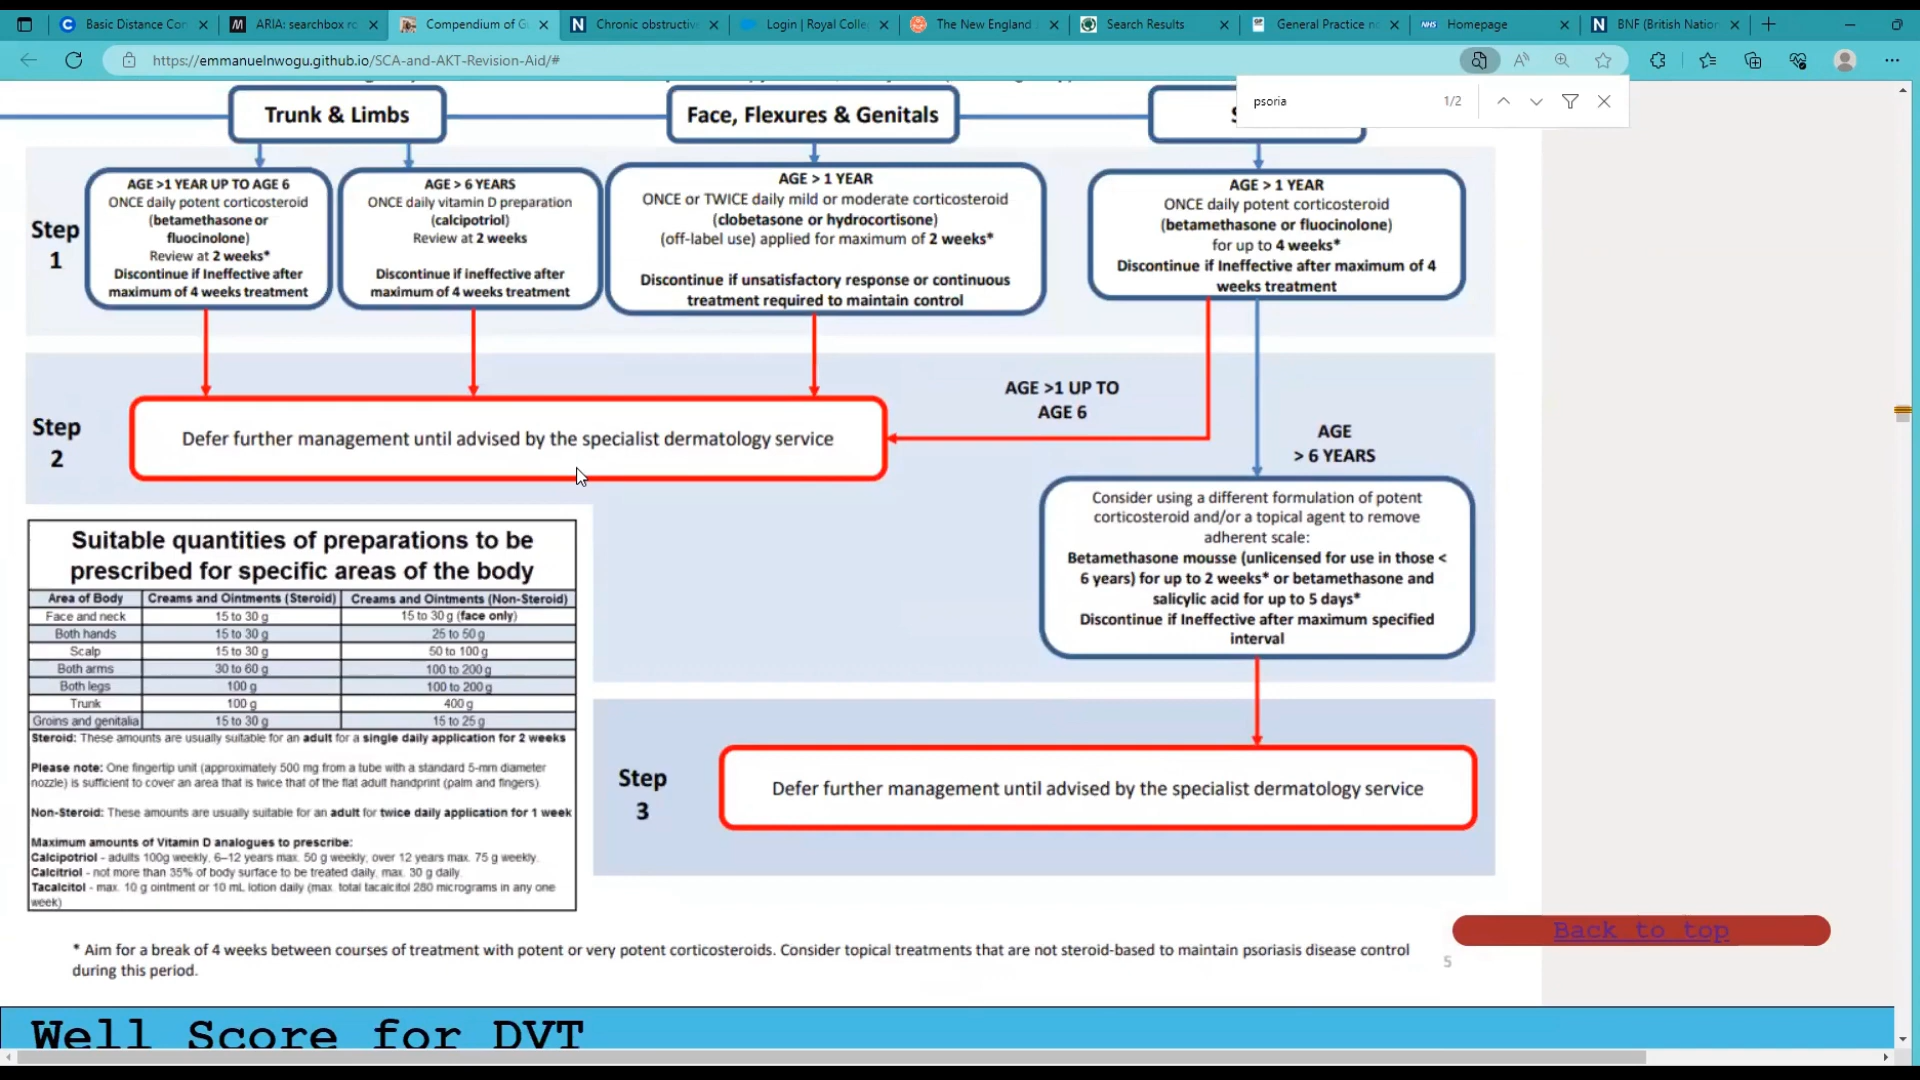 Basic Distance Con
ARIA: searchbox ro
Compendium of Gu
Chronic obstructive
Login | Royal Colle
The New England J
Search Results
General Practice no
NHS
Homepage
BNF (British Nation
https://emmanuelnwogu.github.io/SCA-and-AKT-Revision-Aid/#
psoria
1/2
Trunk & Limbs
Face, Flexures & Genitals
Step
1
AGE >1 YEAR UP TO AGE 6
ONCE daily potent corticosteroid
(betamethasone or
fluocinolone)
Review at 2 weeks*
Discontinue if Ineffective after
maximum of 4 weeks treatment
AGE > 6 YEARS
ONCE daily vitamin D preparation
(calcipotriol)
Review at 2 weeks
Discontinue if ineffective after
maximum of 4 weeks treatment
AGE > 1 YEAR
ONCE or TWICE daily mild or moderate corticosteroid
(clobetasone or hydrocortisone)
(off-label use) applied for maximum of 2 weeks*
Discontinue if unsatisfactory response or continuous
treatment required to maintain control
AGE > 1 YEAR
ONCE daily potent corticosteroid
(betamethasone or fluocinolone)
for up to 4 weeks*
Discontinue if Ineffective after maximum of 4
weeks treatment
Step
2
Defer further management until advised by the specialist dermatology service
AGE >1 UP TO
AGE 6
AGE
> 6 YEARS
Consider using a different formulation of potent
corticosteroid and/or a topical agent to remove
adherent scale:
Betamethasone mousse (unlicensed for use in those <
6 years) for up to 2 weeks* or betamethasone and
salicylic acid for up to 5 days*
Discontinue if Ineffective after maximum specified
interval
Step
3
Defer further management until advised by the specialist dermatology service
Suitable quantities of preparations to be
prescribed for specific areas of the body
Area of Body Creams and Ointments (Steroid) Creams and Ointments (Non-Steroid)
Face and neck 15 to 30 g 15 to 30 g (face only)
Both hands 15 to 30 g 25 to 50 g
Scalp 15 to 30 g 50 to 100 g
Both arms 30 to 60 g 100 to 200 g
Both legs 100 g 100 to 200 g
Trunk 100 g 400 g
Groins and genitalia 15 to 30 g 15 to 25 g
Steroid: These amounts are usually suitable for an adult for a single daily application for 2 weeks
Please note: One fingertip unit (approximately 500 mg from a tube with a standard 5-mm diameter
nozzle) is sufficient to cover an area that is twice that of the flat adult handprint (palm and fingers).
Non-Steroid: These amounts are usually suitable for an adult for twice daily application for 1 week
Maximum amounts of Vitamin D analogues to prescribe:
Calcipotriol - adults 100g weekly, 6–12 years max. 50 g weekly; over 12 years max. 75 g weekly.
Calcitriol - not more than 35% of body surface to be treated daily, max. 30 g daily.
Tacalcitol - max. 10 g ointment or 10 mL lotion daily (max. total tacalcitol 280 micrograms in any one
week)
* Aim for a break of 4 weeks between courses of treatment with potent or very potent corticosteroids. Consider topical treatments that are not steroid-based to maintain psoriasis disease control
during this period.
Back to top
5
Well Score for DVT